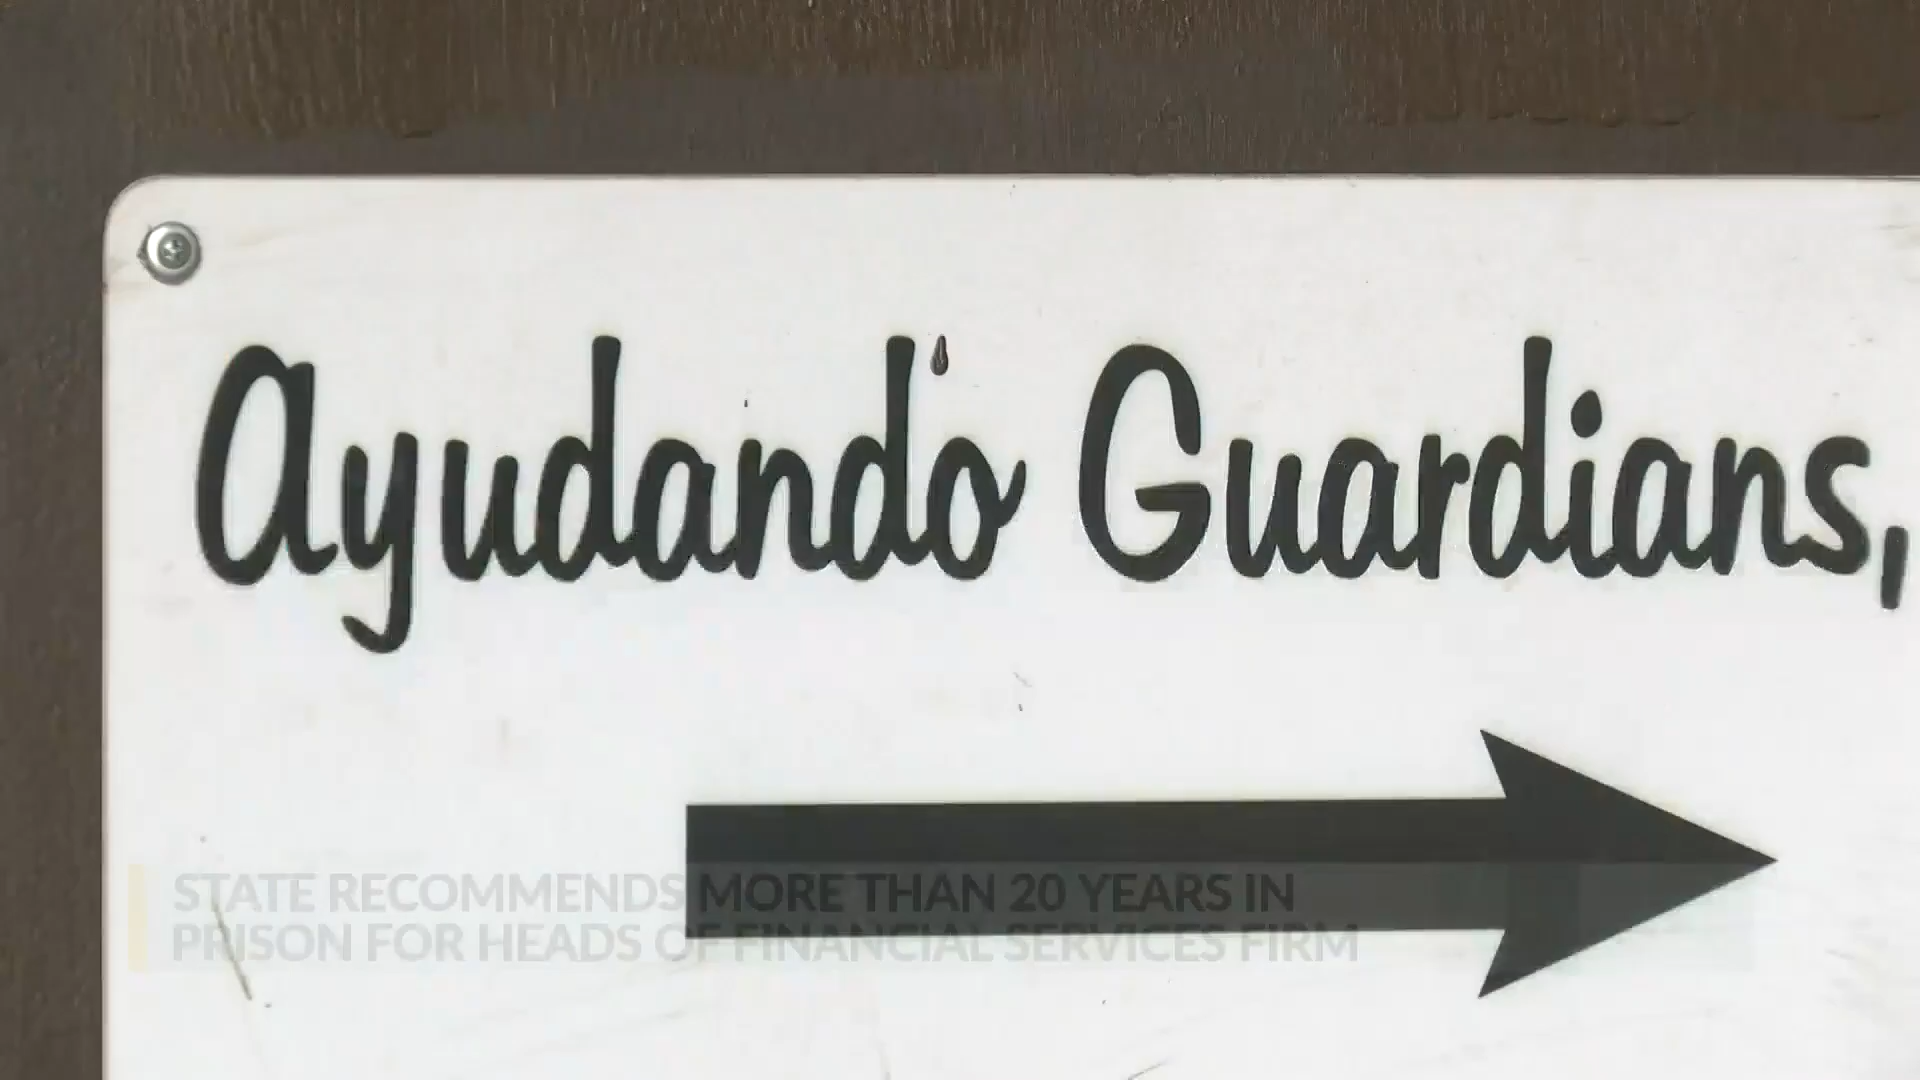 Ayudando Guardians,
STATE RECOMMENDS MORE THAN 20 YEARS IN
PRISON FOR HEADS OF FINANCIAL SERVICES FIRM